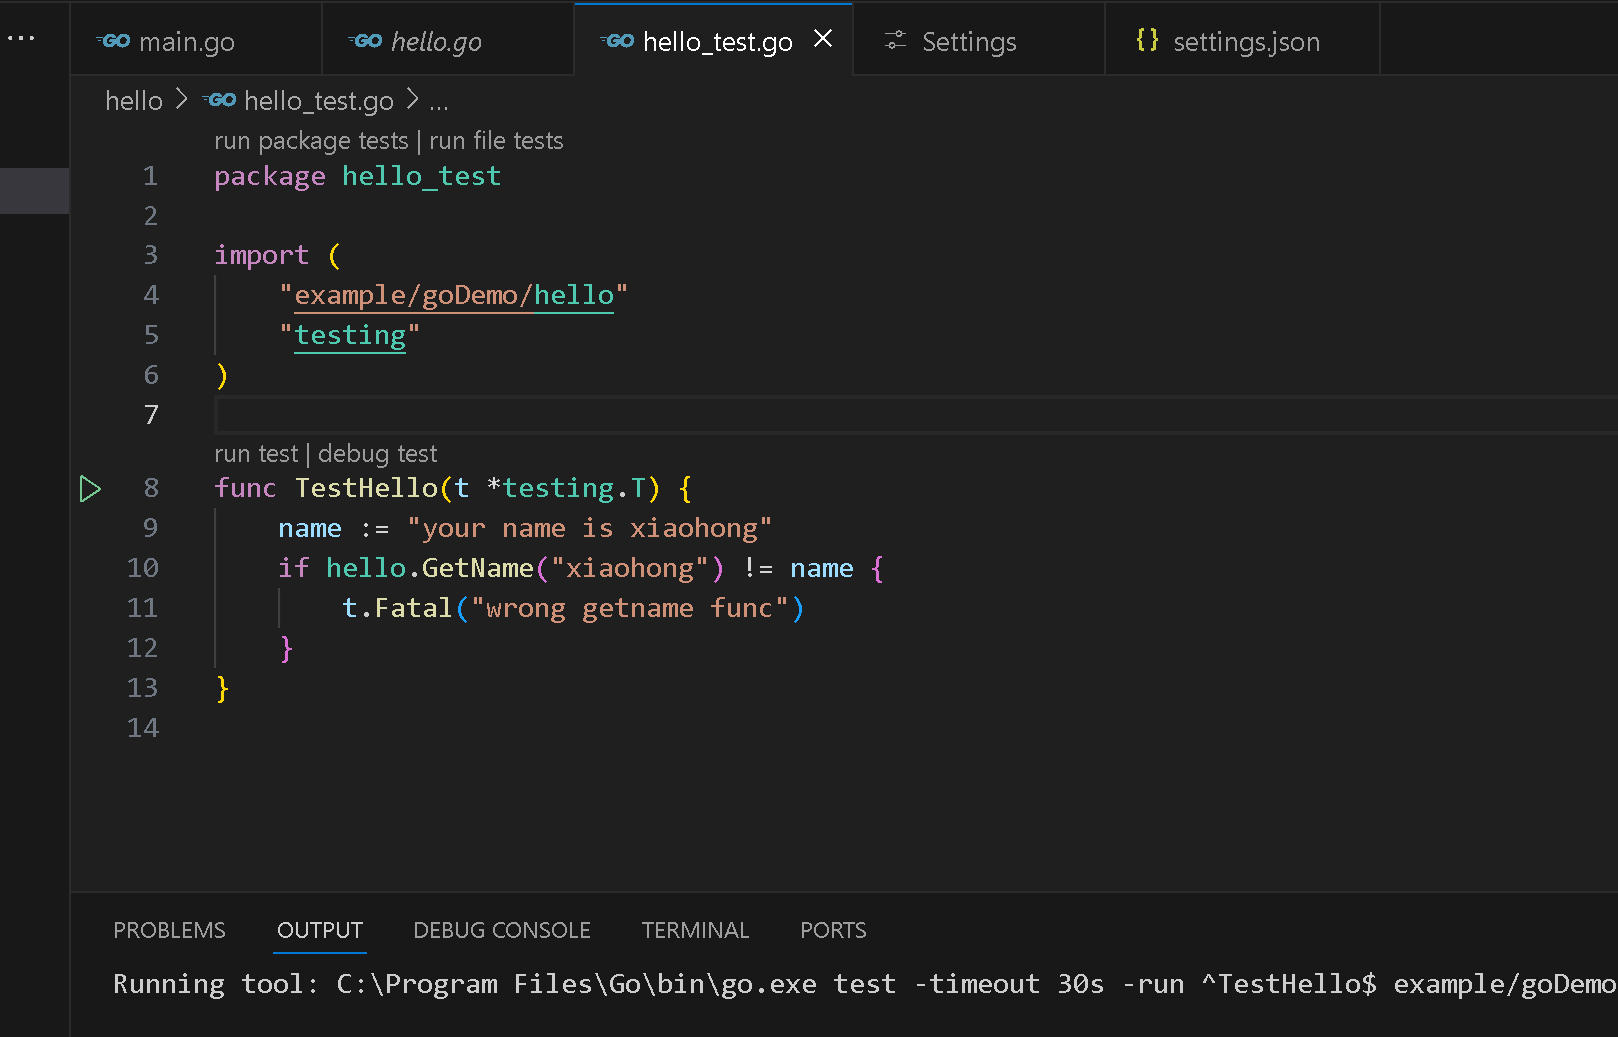 ··· GO main.go GO hello.go GO hello_test.go Settings {} settings.json
hello > GO hello_test.go > ...
run package tests | run file tests
1 package hello_test
2
3 import (
4 "example/goDemo/hello"
5 "testing"
6 )
7
run test | debug test
8 func TestHello(t *testing.T) {
9 name := "your name is xiaohong"
10 if hello.GetName("xiaohong") != name {
11 t.Fatal("wrong getname func")
12 }
13 }
14
PROBLEMS OUTPUT DEBUG CONSOLE TERMINAL PORTS
Running tool: C:\Program Files\Go\bin\go.exe test -timeout 30s -run ^TestHello$ example/goDemo